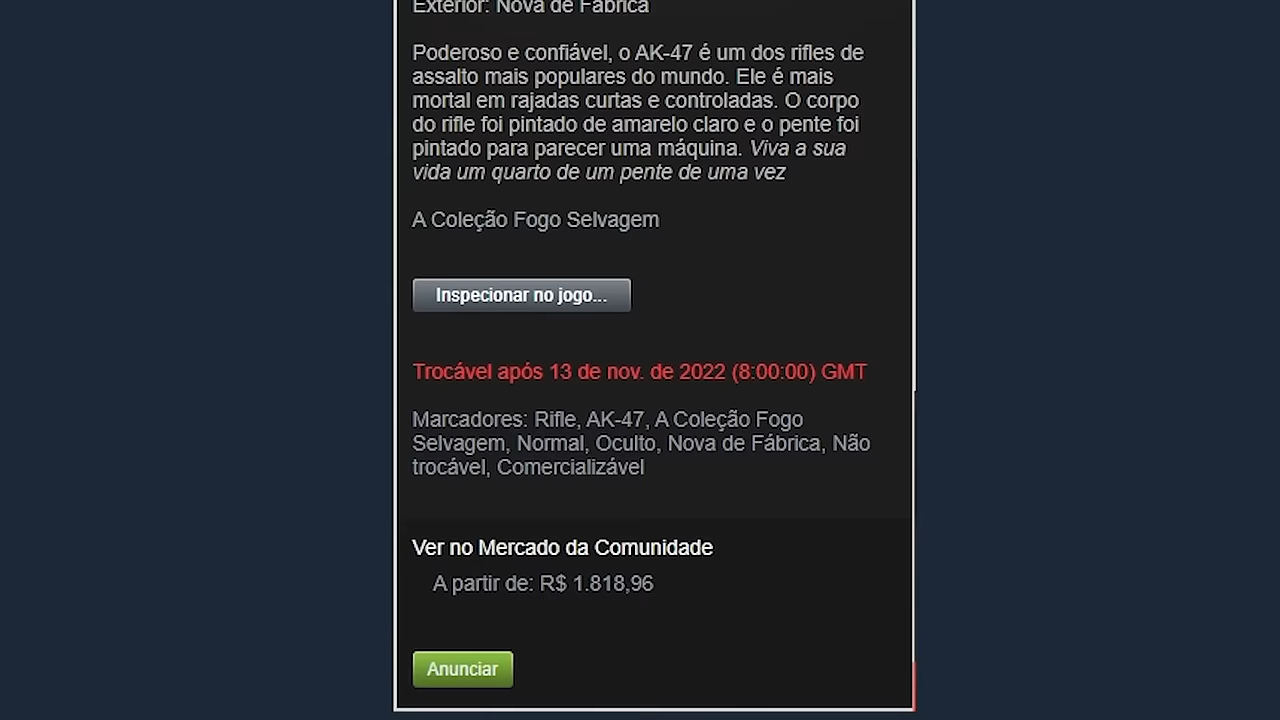 Exterior: Nova de Fábrica
Poderoso e confiável, o AK-47 é um dos rifles de
assalto mais populares do mundo. Ele é mais
mortal em rajadas curtas e controladas. O corpo
do rifle foi pintado de amarelo claro e o pente foi
pintado para parecer uma máquina. Viva a sua
vida um quarto de um pente de uma vez
A Coleção Fogo Selvagem
Inspecionar no jogo...
Trocável após 13 de nov. de 2022 (8:00:00) GMT
Marcadores: Rifle, AK-47, A Coleção Fogo
Selvagem, Normal, Oculto, Nova de Fábrica, Não
trocável, Comercializável
Ver no Mercado da Comunidade
A partir de: R$ 1.818,96
Anunciar